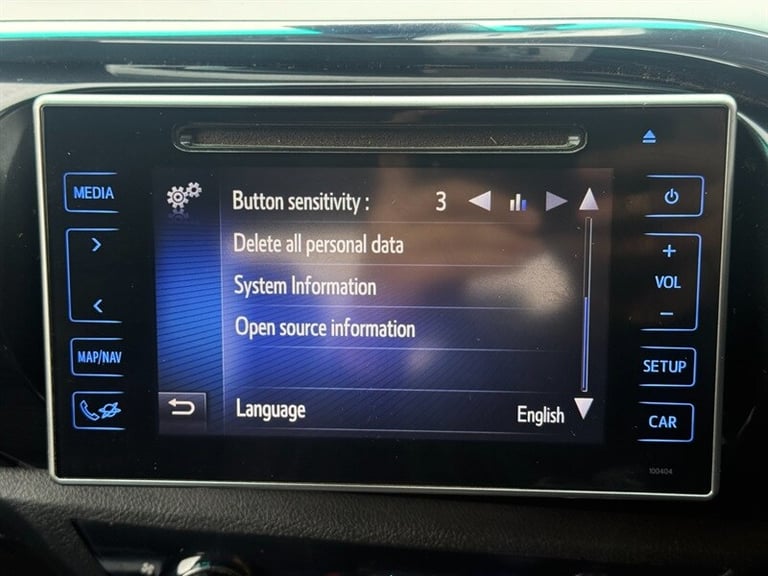 MEDIA
MAP/NAV
Button sensitivity : 3
Delete all personal data
System Information
Open source information
Language English
+
VOL
−
SETUP
CAR
100404